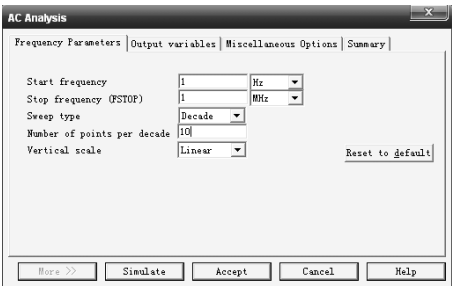 AC Analysis
Frequency Parameters Output variables Miscellaneous Options Summary
Start frequency 1 Hz
Stop frequency (FSTOP) 1 MHz
Sweep type Decade
Number of points per decade 10
Vertical scale Linear
Reset to default
More >> Simulate Accept Cancel Help